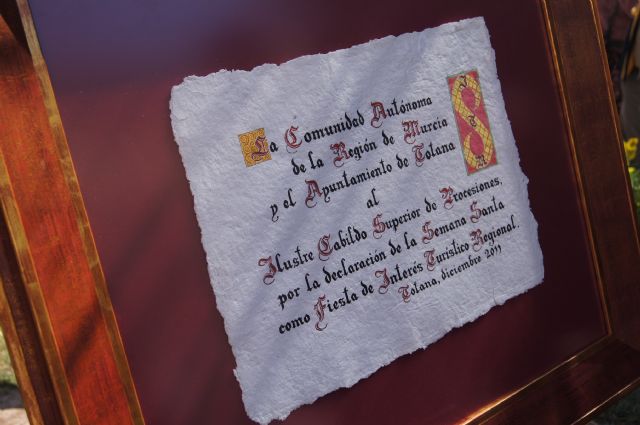 La Comunidad Autónoma
de la Región de Murcia
y el Ayuntamiento de Totana
al
Ilustre Cabildo Superior de Procesiones,
por la declaración de la Semana Santa
como Fiesta de Interés Turístico Regional.
Totana, diciembre 2011